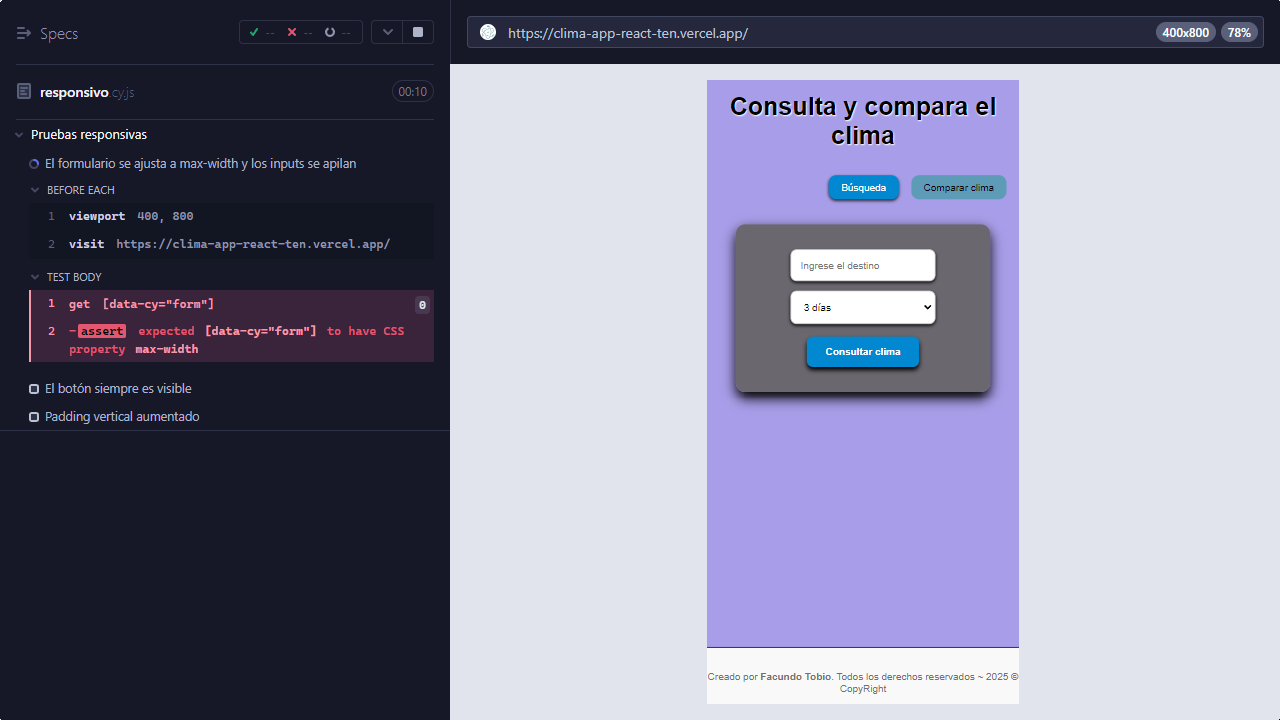 Specs
-- -- --
https://clima-app-react-ten.vercel.app/
400x800 78%
responsivo.cy.js 00:10
Pruebas responsivas
El formulario se ajusta a max-width y los inputs se apilan
BEFORE EACH
1 viewport 400, 800
2 visit https://clima-app-react-ten.vercel.app/
TEST BODY
1 get [data-cy="form"] 0
2 -assert expected [data-cy="form"] to have CSS
property max-width
El botón siempre es visible
Padding vertical aumentado
Consulta y compara el
clima
Búsqueda Comparar clima
Ingrese el destino
3 días
Consultar clima
Creado por Facundo Tobio. Todos los derechos reservados ~ 2025 ©
CopyRight